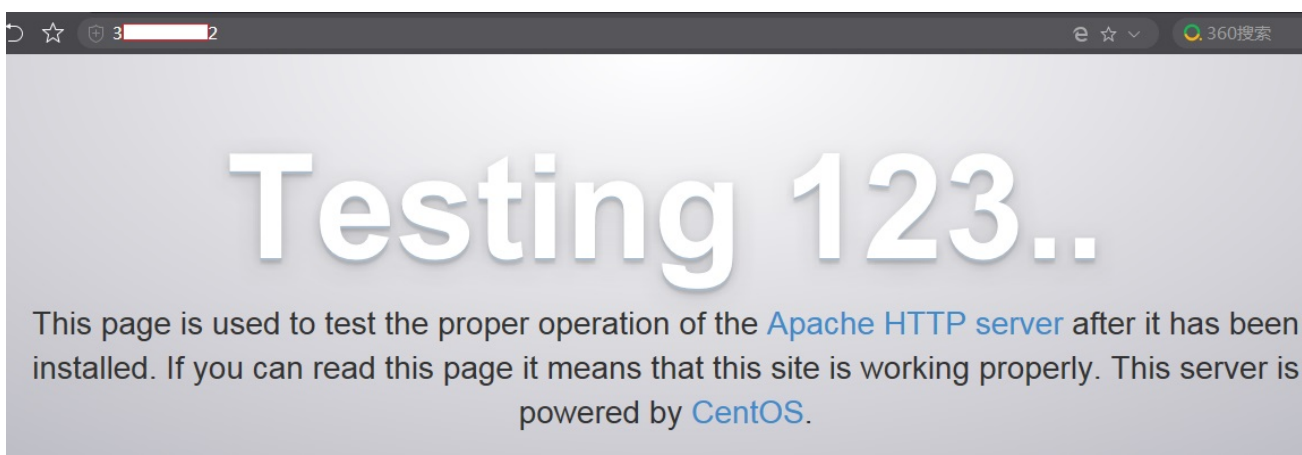 3 2
360搜索
Testing 123..
This page is used to test the proper operation of the Apache HTTP server after it has been
installed. If you can read this page it means that this site is working properly. This server is
powered by CentOS.